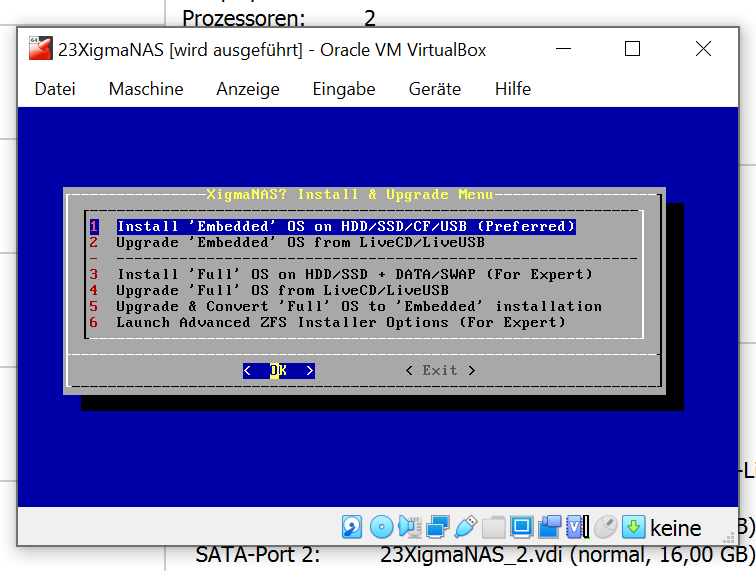 Prozessoren: 2
23XigmaNAS [wird ausgeführt] - Oracle VM VirtualBox
Datei Maschine Anzeige Eingabe Geräte Hilfe
XigmaNAS? Install & Upgrade Menu
1 Install 'Embedded' OS on HDD/SSD/CF/USB (Preferred)
2 Upgrade 'Embedded' OS from LiveCD/LiveUSB
- ----------------------------------------------------------
3 Install 'Full' OS on HDD/SSD + DATA/SWAP (For Expert)
4 Upgrade 'Full' OS from LiveCD/LiveUSB
5 Upgrade & Convert 'Full' OS to 'Embedded' installation
6 Launch Advanced ZFS Installer Options (For Expert)
< OK > < Exit >
-Li
keine
B)
SATA-Port 2: 23XigmaNAS_2.vdi (normal, 16,00 GB)